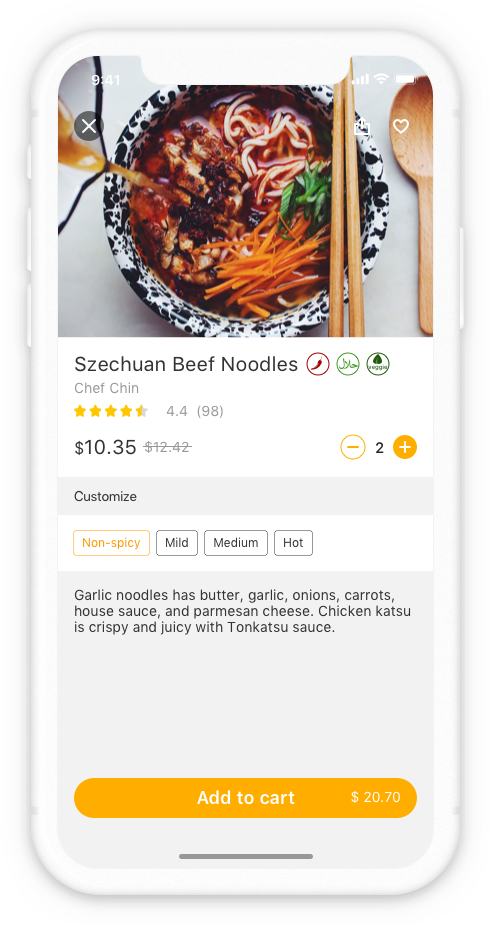 9:41
Szechuan Beef Noodles حلال veggie
Chef Chin
4.4 (98)
$10.35 $12.42
2
Customize
Non-spicy Mild Medium Hot
Garlic noodles has butter, garlic, onions, carrots,
house sauce, and parmesan cheese. Chicken katsu
is crispy and juicy with Tonkatsu sauce.
Add to cart $ 20.70